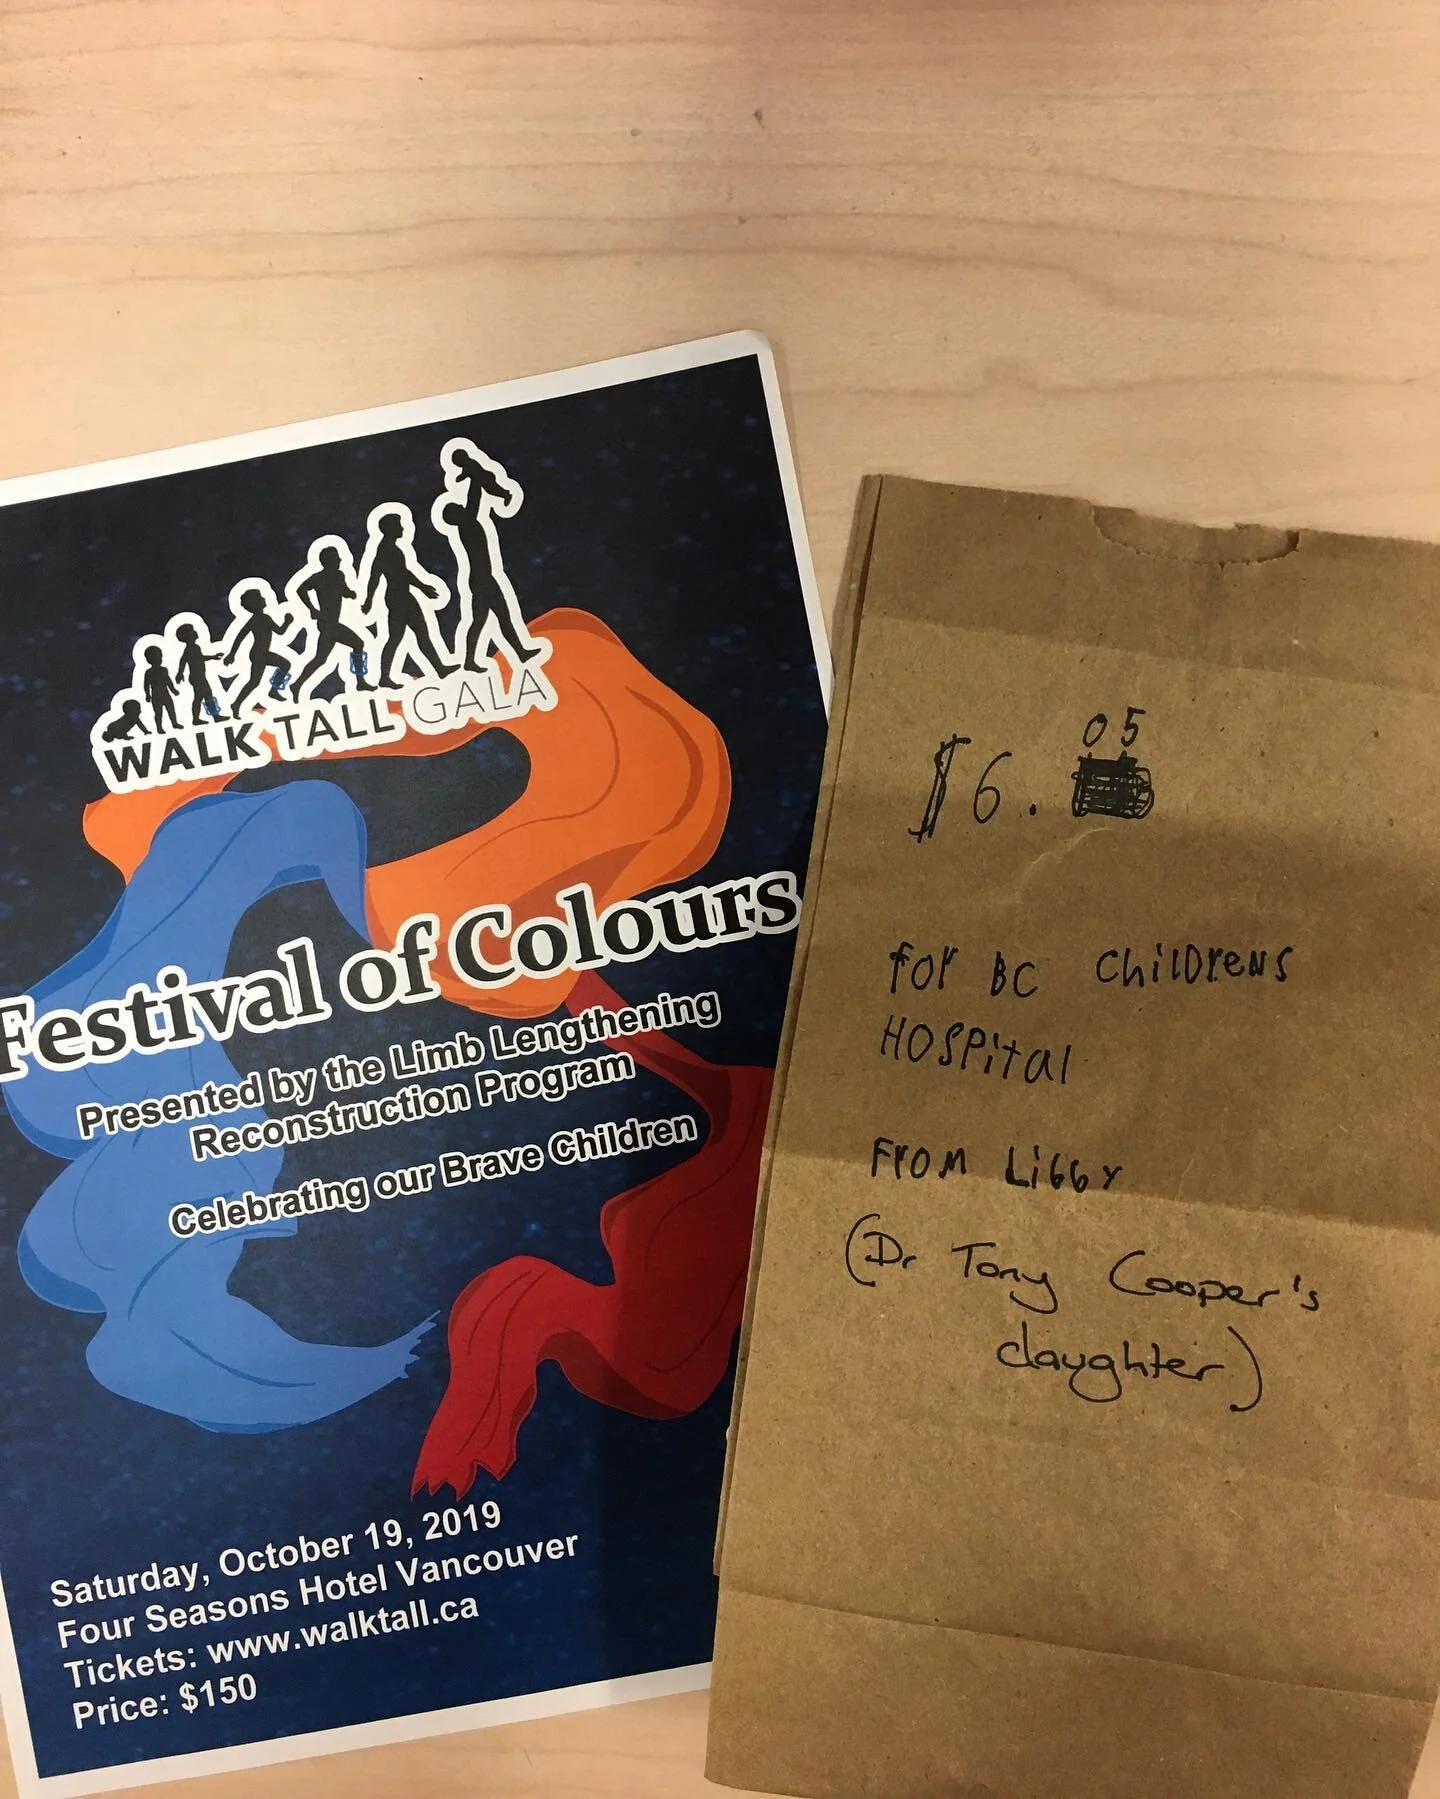 WALK TALL GALA
Festival of Colours
Presented by the Limb Lengthening
Reconstruction Program
Celebrating our Brave Children
Saturday, October 19, 2019
Four Seasons Hotel Vancouver
Tickets: www.walktall.ca
Price: $150
05
$6.
for BC ChilDrens
HOSPital
From Libby
(Dr Tony Cooper's
daughter)